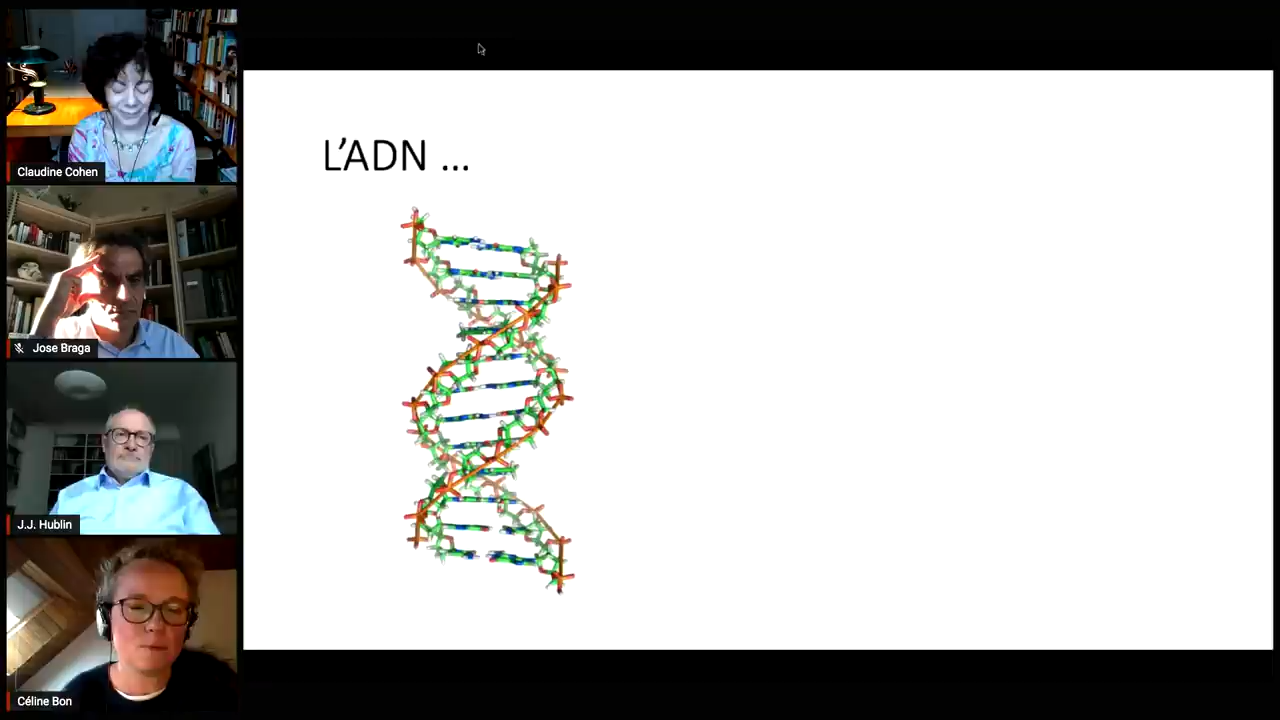 Claudine Cohen
Jose Braga
J.J. Hublin
Céline Bon
L'ADN ...